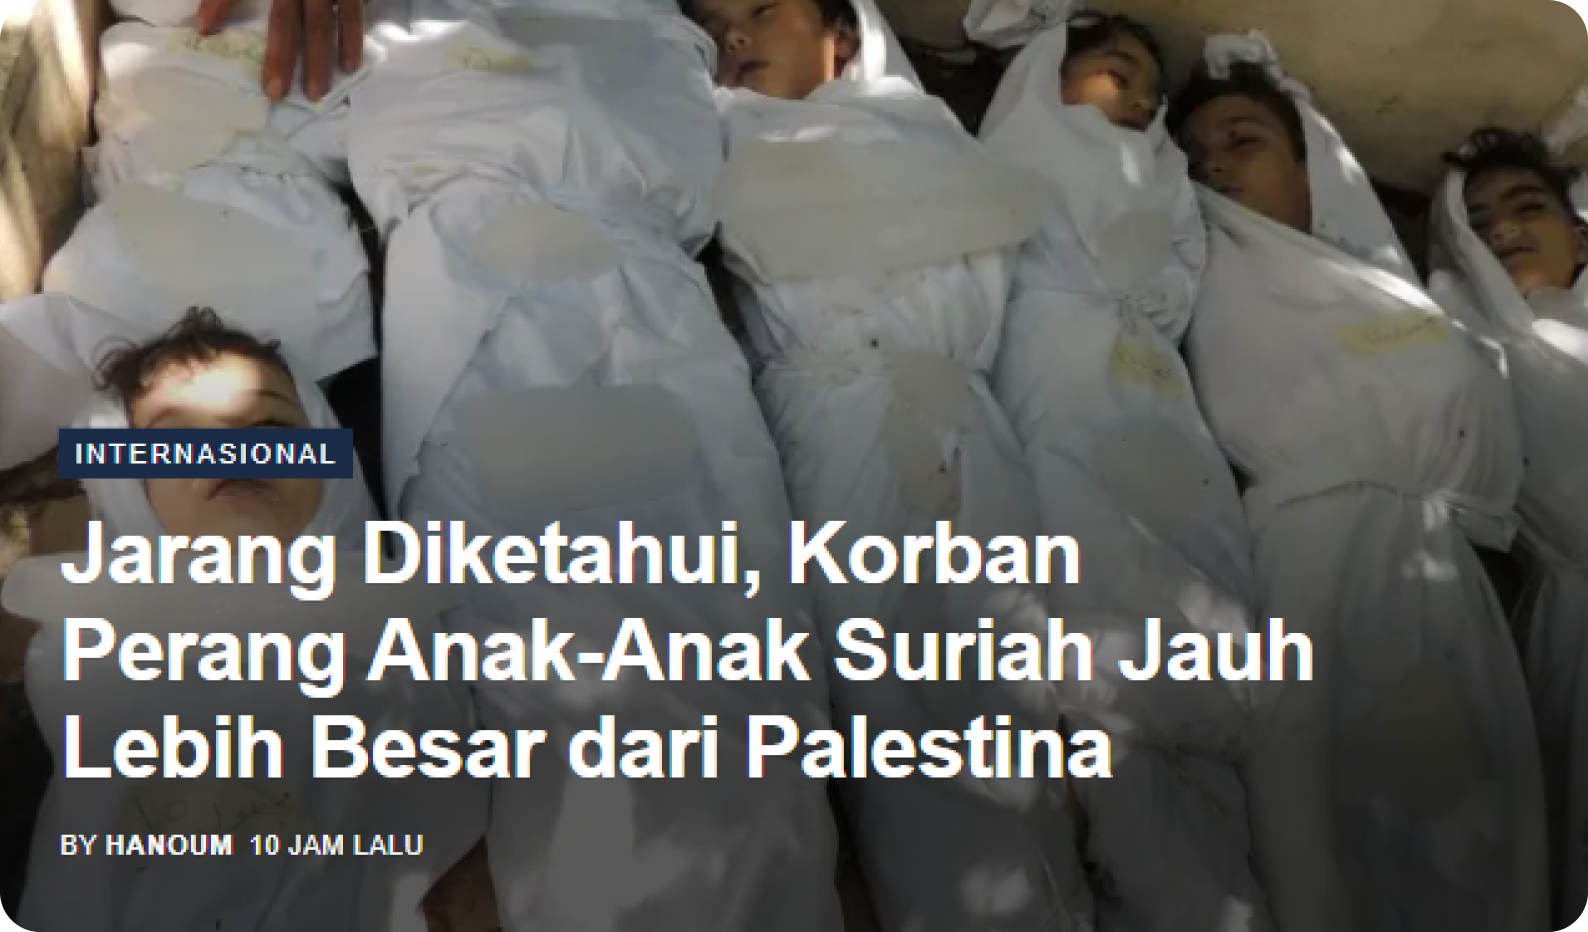 INTERNASIONAL
Jarang Diketahui, Korban
Perang Anak-Anak Suriah Jauh
Lebih Besar dari Palestina
BY HANOUM 10 JAM LALU